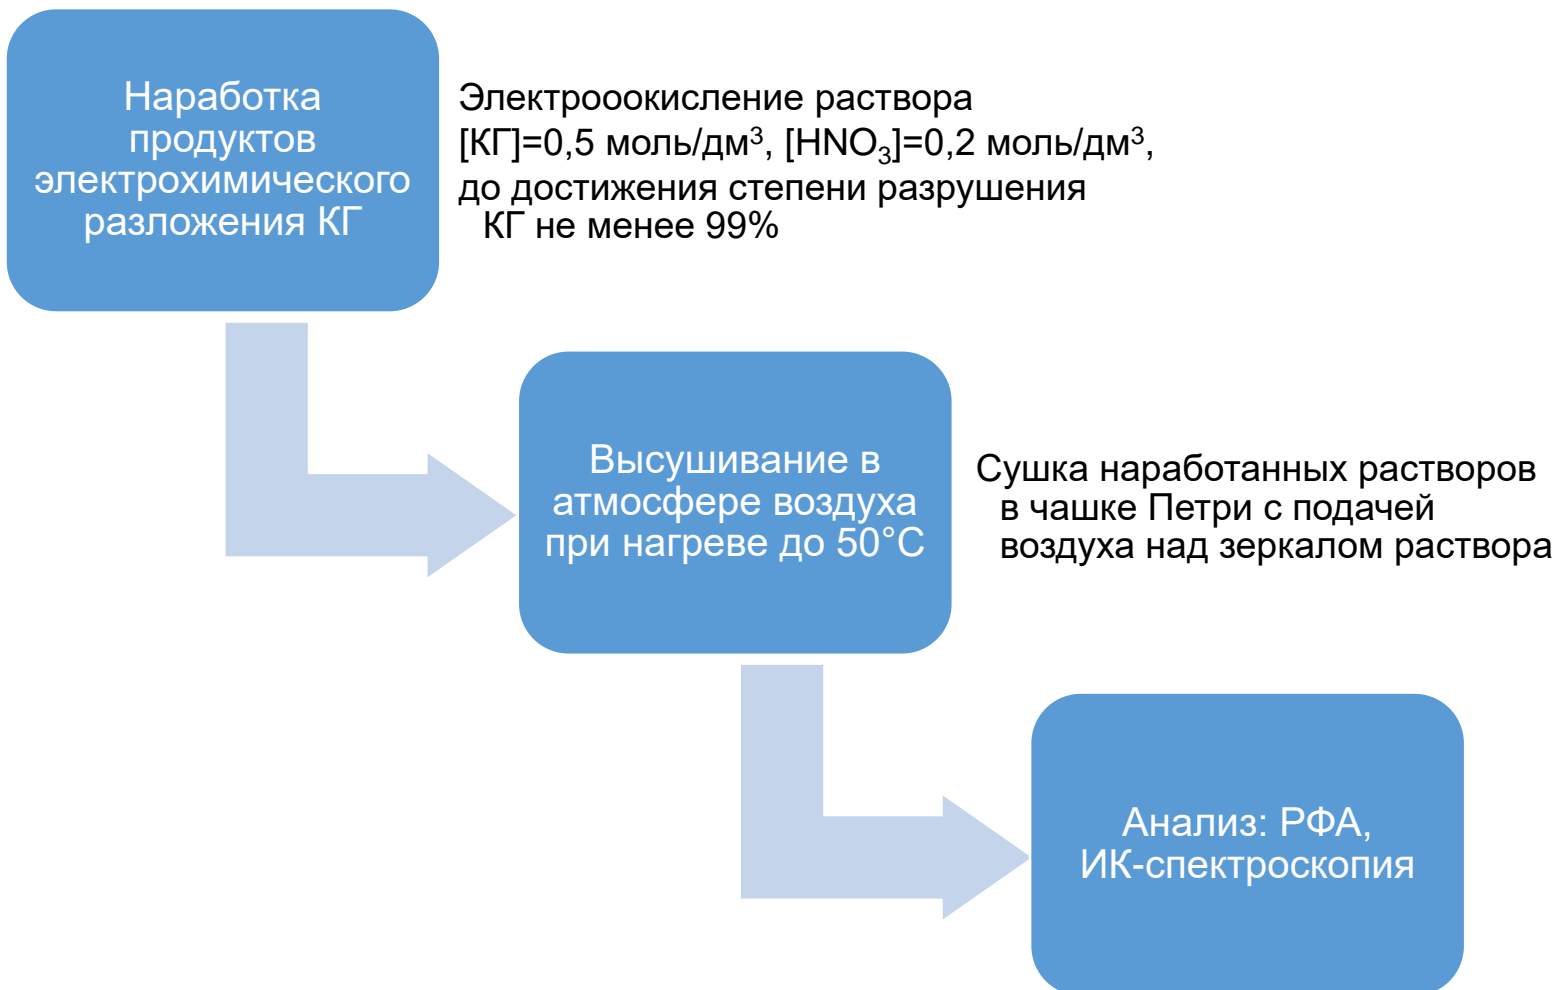 Наработка
продуктов
электрохимического
разложения КГ
Электрооокисление раствора
[КГ]=0,5 моль/дм³, [HNO₃]=0,2 моль/дм³,
до достижения степени разрушения
КГ не менее 99%
Высушивание в
атмосфере воздуха
при нагреве до 50°С
Сушка наработанных растворов
в чашке Петри с подачей
воздуха над зеркалом раствора
Анализ: РФА,
ИК-спектроскопия